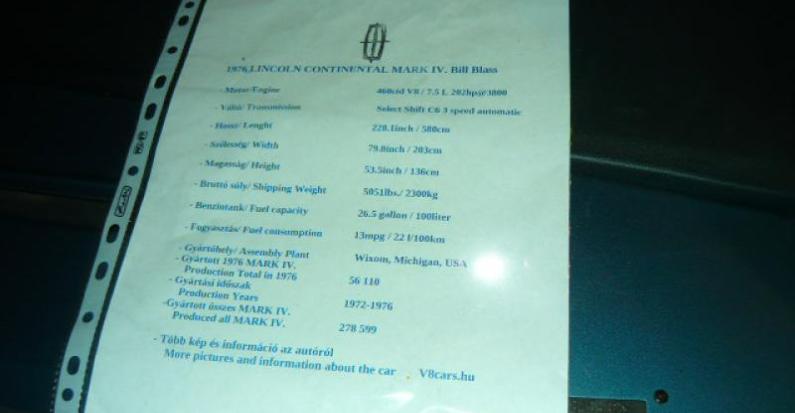 1976.LINCOLN CONTINENTAL MARK IV. Bill Blass
- Motor/Engine 460cid V8 / 7.5 L 202hp@3800
- Váltó/ Transmission Select Shift C6 3 speed automatic
- Hossz/ Lenght 228.1inch / 580cm
- Szélesség/ Width 79.8inch / 203cm
- Magasság/ Height 53.5inch / 136cm
- Bruttó súly/ Shipping Weight 5051lbs./ 2300kg
- Benzintank/ Fuel capacity 26.5 gallon / 100liter
- Fogyasztás/ Fuel consumption 13mpg / 22 l/100km
- Gyártóhely/ Assembly Plant Wixom, Michigan, USA
- Gyártott 1976 MARK IV.
Production Total in 1976 56 110
- Gyártási időszak
Production Years 1972-1976
-Gyártott összes MARK IV.
Produced all MARK IV. 278 599
- Több kép és információ az autóról
More pictures and information about the car V8cars.hu